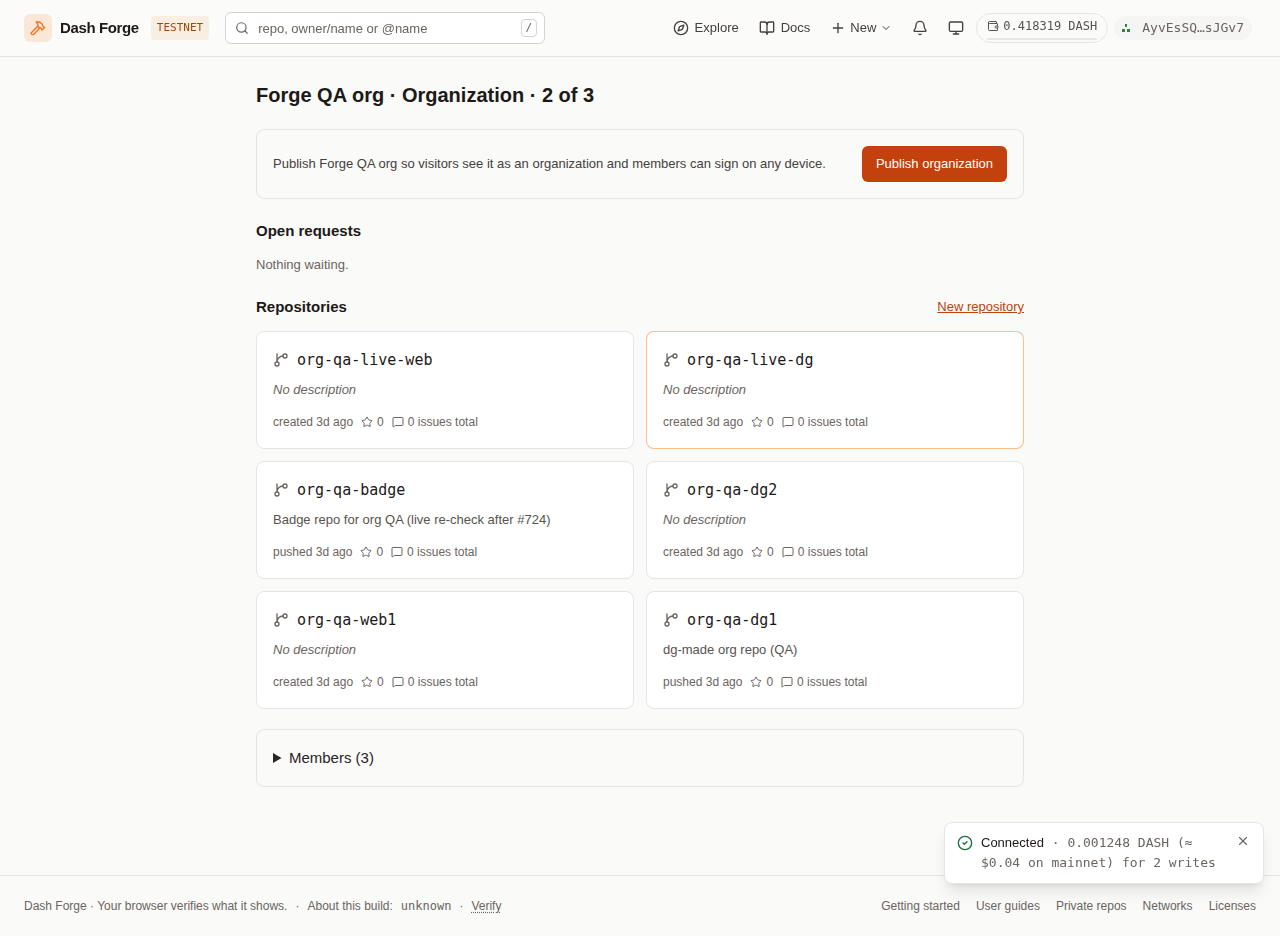 Dash Forge TESTNET repo, owner/name or @name / Explore Docs New 0.418319 DASH AyvEsSQ…sJGv7
Forge QA org · Organization · 2 of 3
Publish Forge QA org so visitors see it as an organization and members can sign on any device. Publish organization
Open requests
Nothing waiting.
Repositories New repository
org-qa-live-web
No description
created 3d ago 0 0 issues total
org-qa-live-dg
No description
created 3d ago 0 0 issues total
org-qa-badge
Badge repo for org QA (live re-check after #724)
pushed 3d ago 0 0 issues total
org-qa-dg2
No description
created 3d ago 0 0 issues total
org-qa-web1
No description
created 3d ago 0 0 issues total
org-qa-dg1
dg-made org repo (QA)
pushed 3d ago 0 0 issues total
Members (3)
Connected · 0.001248 DASH (≈
$0.04 on mainnet) for 2 writes
Dash Forge · Your browser verifies what it shows. · About this build: unknown · Verify Getting started User guides Private repos Networks Licenses